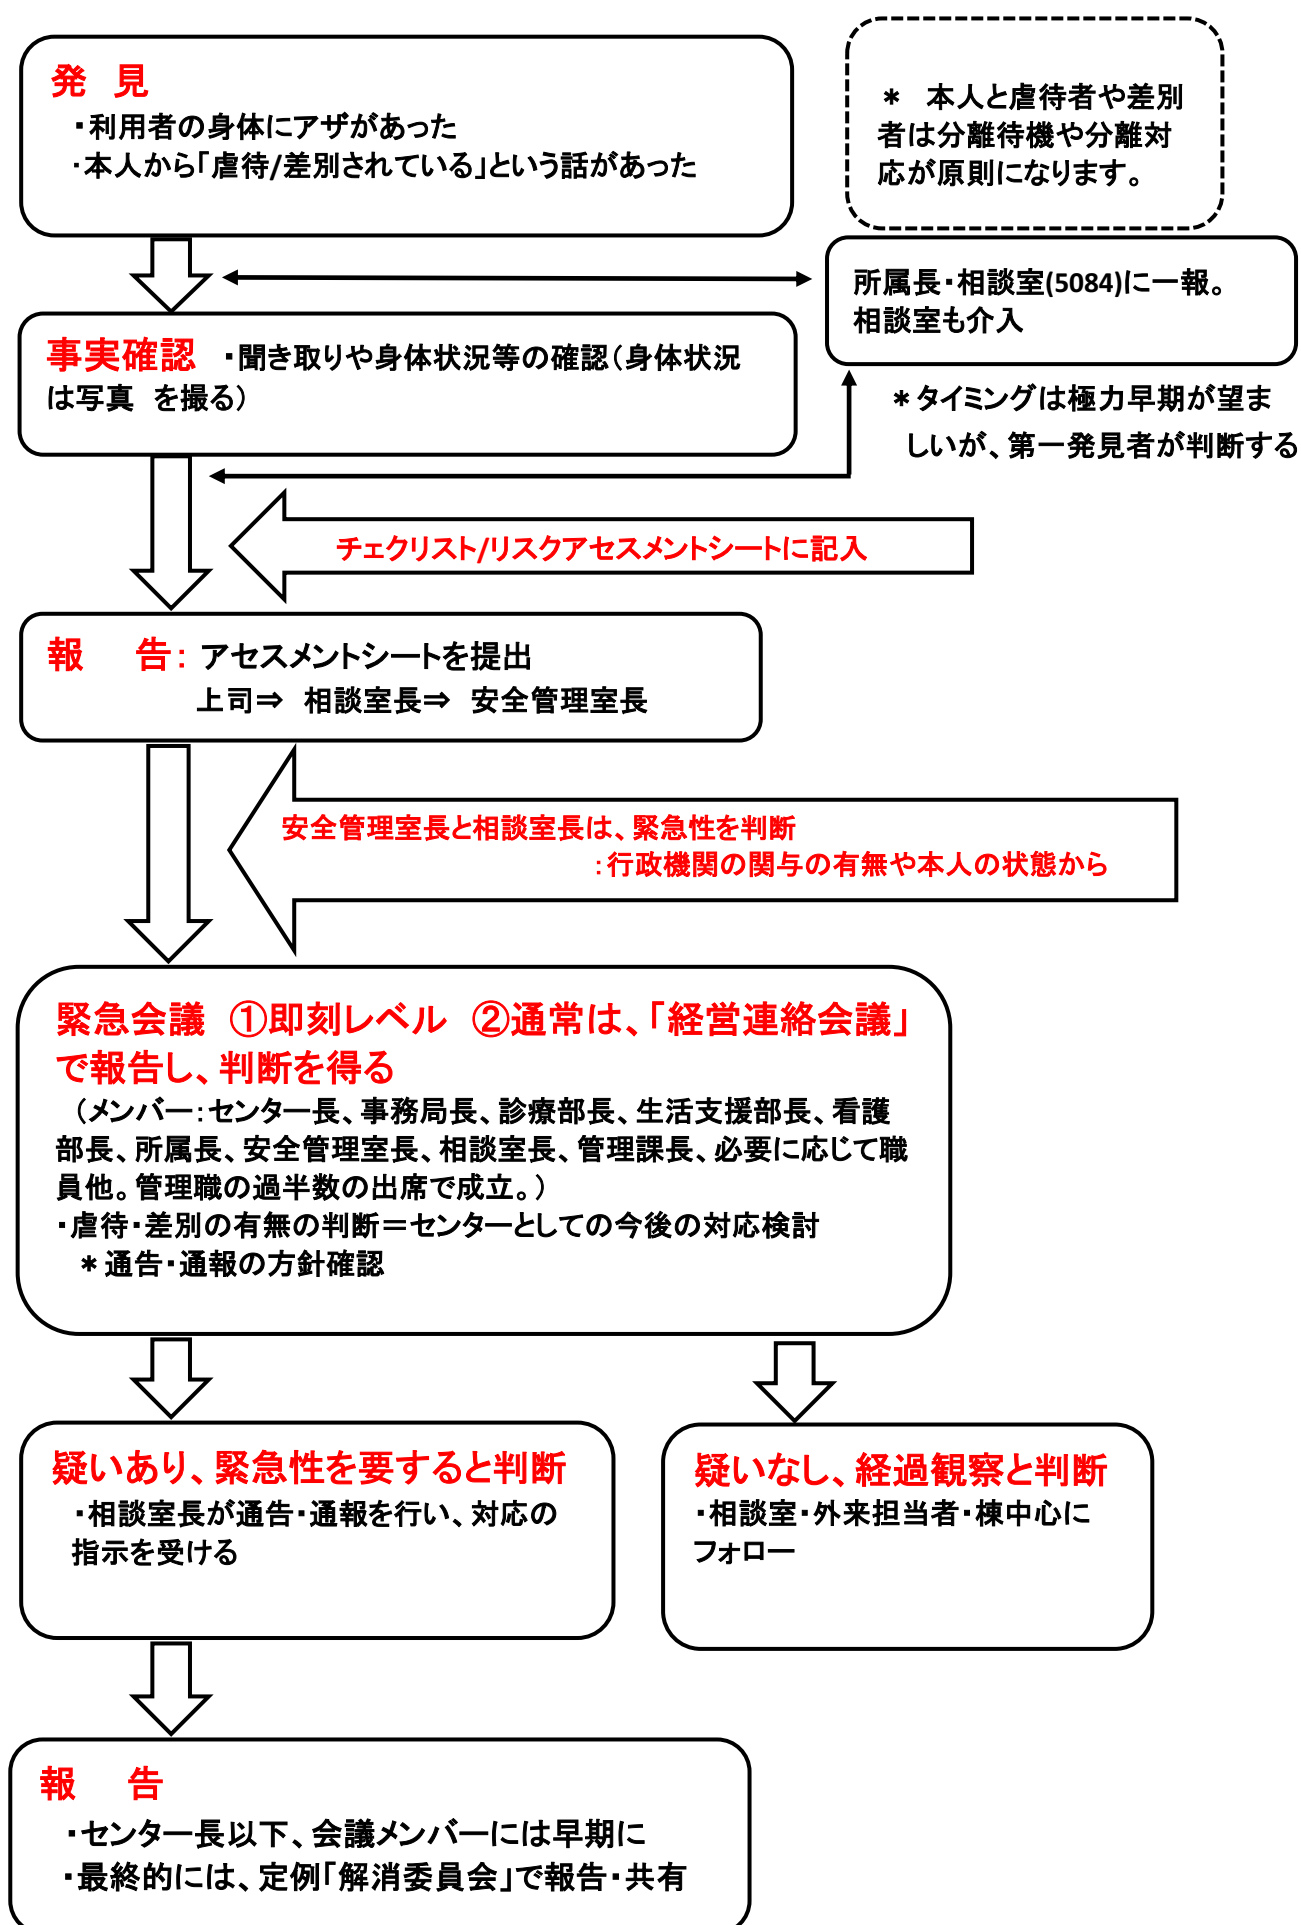 発　見
・利用者の身体にアザがあった
・本人から「虐待/差別されている」という話があった
＊　本人と虐待者や差別
者は分離待機や分離対
応が原則になります。
所属長・相談室(5084)に一報。
相談室も介入
事実確認　・聞き取りや身体状況等の確認（身体状況
は写真　を撮る）
＊タイミングは極力早期が望ま
しいが、第一発見者が判断する
チェクリスト/リスクアセスメントシートに記入
報　告：アセスメントシートを提出
上司⇒　相談室長⇒　安全管理室長
安全管理室長と相談室長は、緊急性を判断
：行政機関の関与の有無や本人の状態から
緊急会議　①即刻レベル　②通常は、「経営連絡会議」
で報告し、判断を得る
（メンバー：センター長、事務局長、診療部長、生活支援部長、看護
部長、所属長、安全管理室長、相談室長、管理課長、必要に応じて職
員他。管理職の過半数の出席で成立。）
・虐待・差別の有無の判断＝センターとしての今後の対応検討
＊通告・通報の方針確認
疑いあり、緊急性を要すると判断
・相談室長が通告・通報を行い、対応の
指示を受ける
疑いなし、経過観察と判断
・相談室・外来担当者・棟中心に
フォロー
報　告
・センター長以下、会議メンバーには早期に
・最終的には、定例「解消委員会」で報告・共有